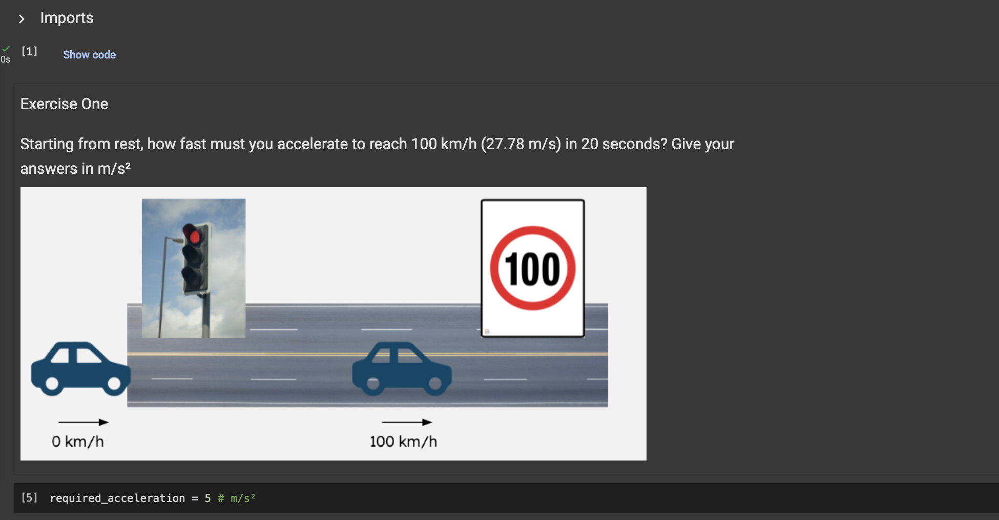 Imports
[1]
Show code
0s
Exercise One
Starting from rest, how fast must you accelerate to reach 100 km/h (27.78 m/s) in 20 seconds? Give your
answers in m/s²
100
0 km/h
100 km/h
[5] required_acceleration = 5 # m/s²